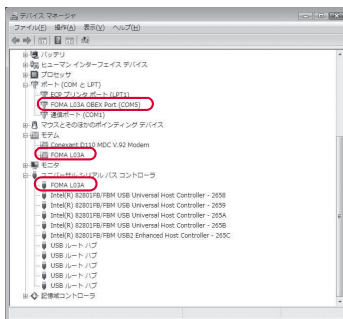 デバイス マネージャ
ファイル(F) 操作(A) 表示(V) ヘルプ(H)
バッテリ
ヒューマン インターフェイス デバイス
プロセッサ
ポート (COM と LPT)
ECP プリンタ ポート (LPT1)
FOMA L03A OBEX Port (COM5)
通信ポート (COM1)
マウスとそのほかのポインティング デバイス
モデム
Conexant D110 MDC V.92 Modem
FOMA L03A
モニタ
ユニバーサル シリアル バス コントローラ
FOMA L03A
Intel(R) 82801FB/FBM USB Universal Host Controller - 2658
Intel(R) 82801FB/FBM USB Universal Host Controller - 2659
Intel(R) 82801FB/FBM USB Universal Host Controller - 265A
Intel(R) 82801FB/FBM USB Universal Host Controller - 265B
Intel(R) 82801FB/FBM USB2 Enhanced Host Controller - 265C
USB ルート ハブ
USB ルート ハブ
USB ルート ハブ
USB ルート ハブ
USB ルート ハブ
記憶域コントローラ